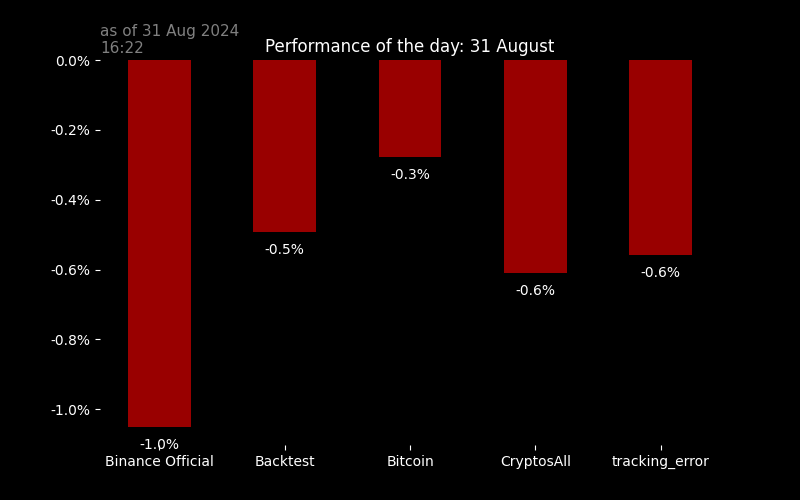 as of 31 Aug 2024
16:22
Performance of the day: 31 August
0.0%
-0.2%
-0.4%
-0.6%
-0.8%
-1.0%
-1.0%
-0.5%
-0.3%
-0.6%
-0.6%
Binance Official
Backtest
Bitcoin
CryptosAll
tracking_error